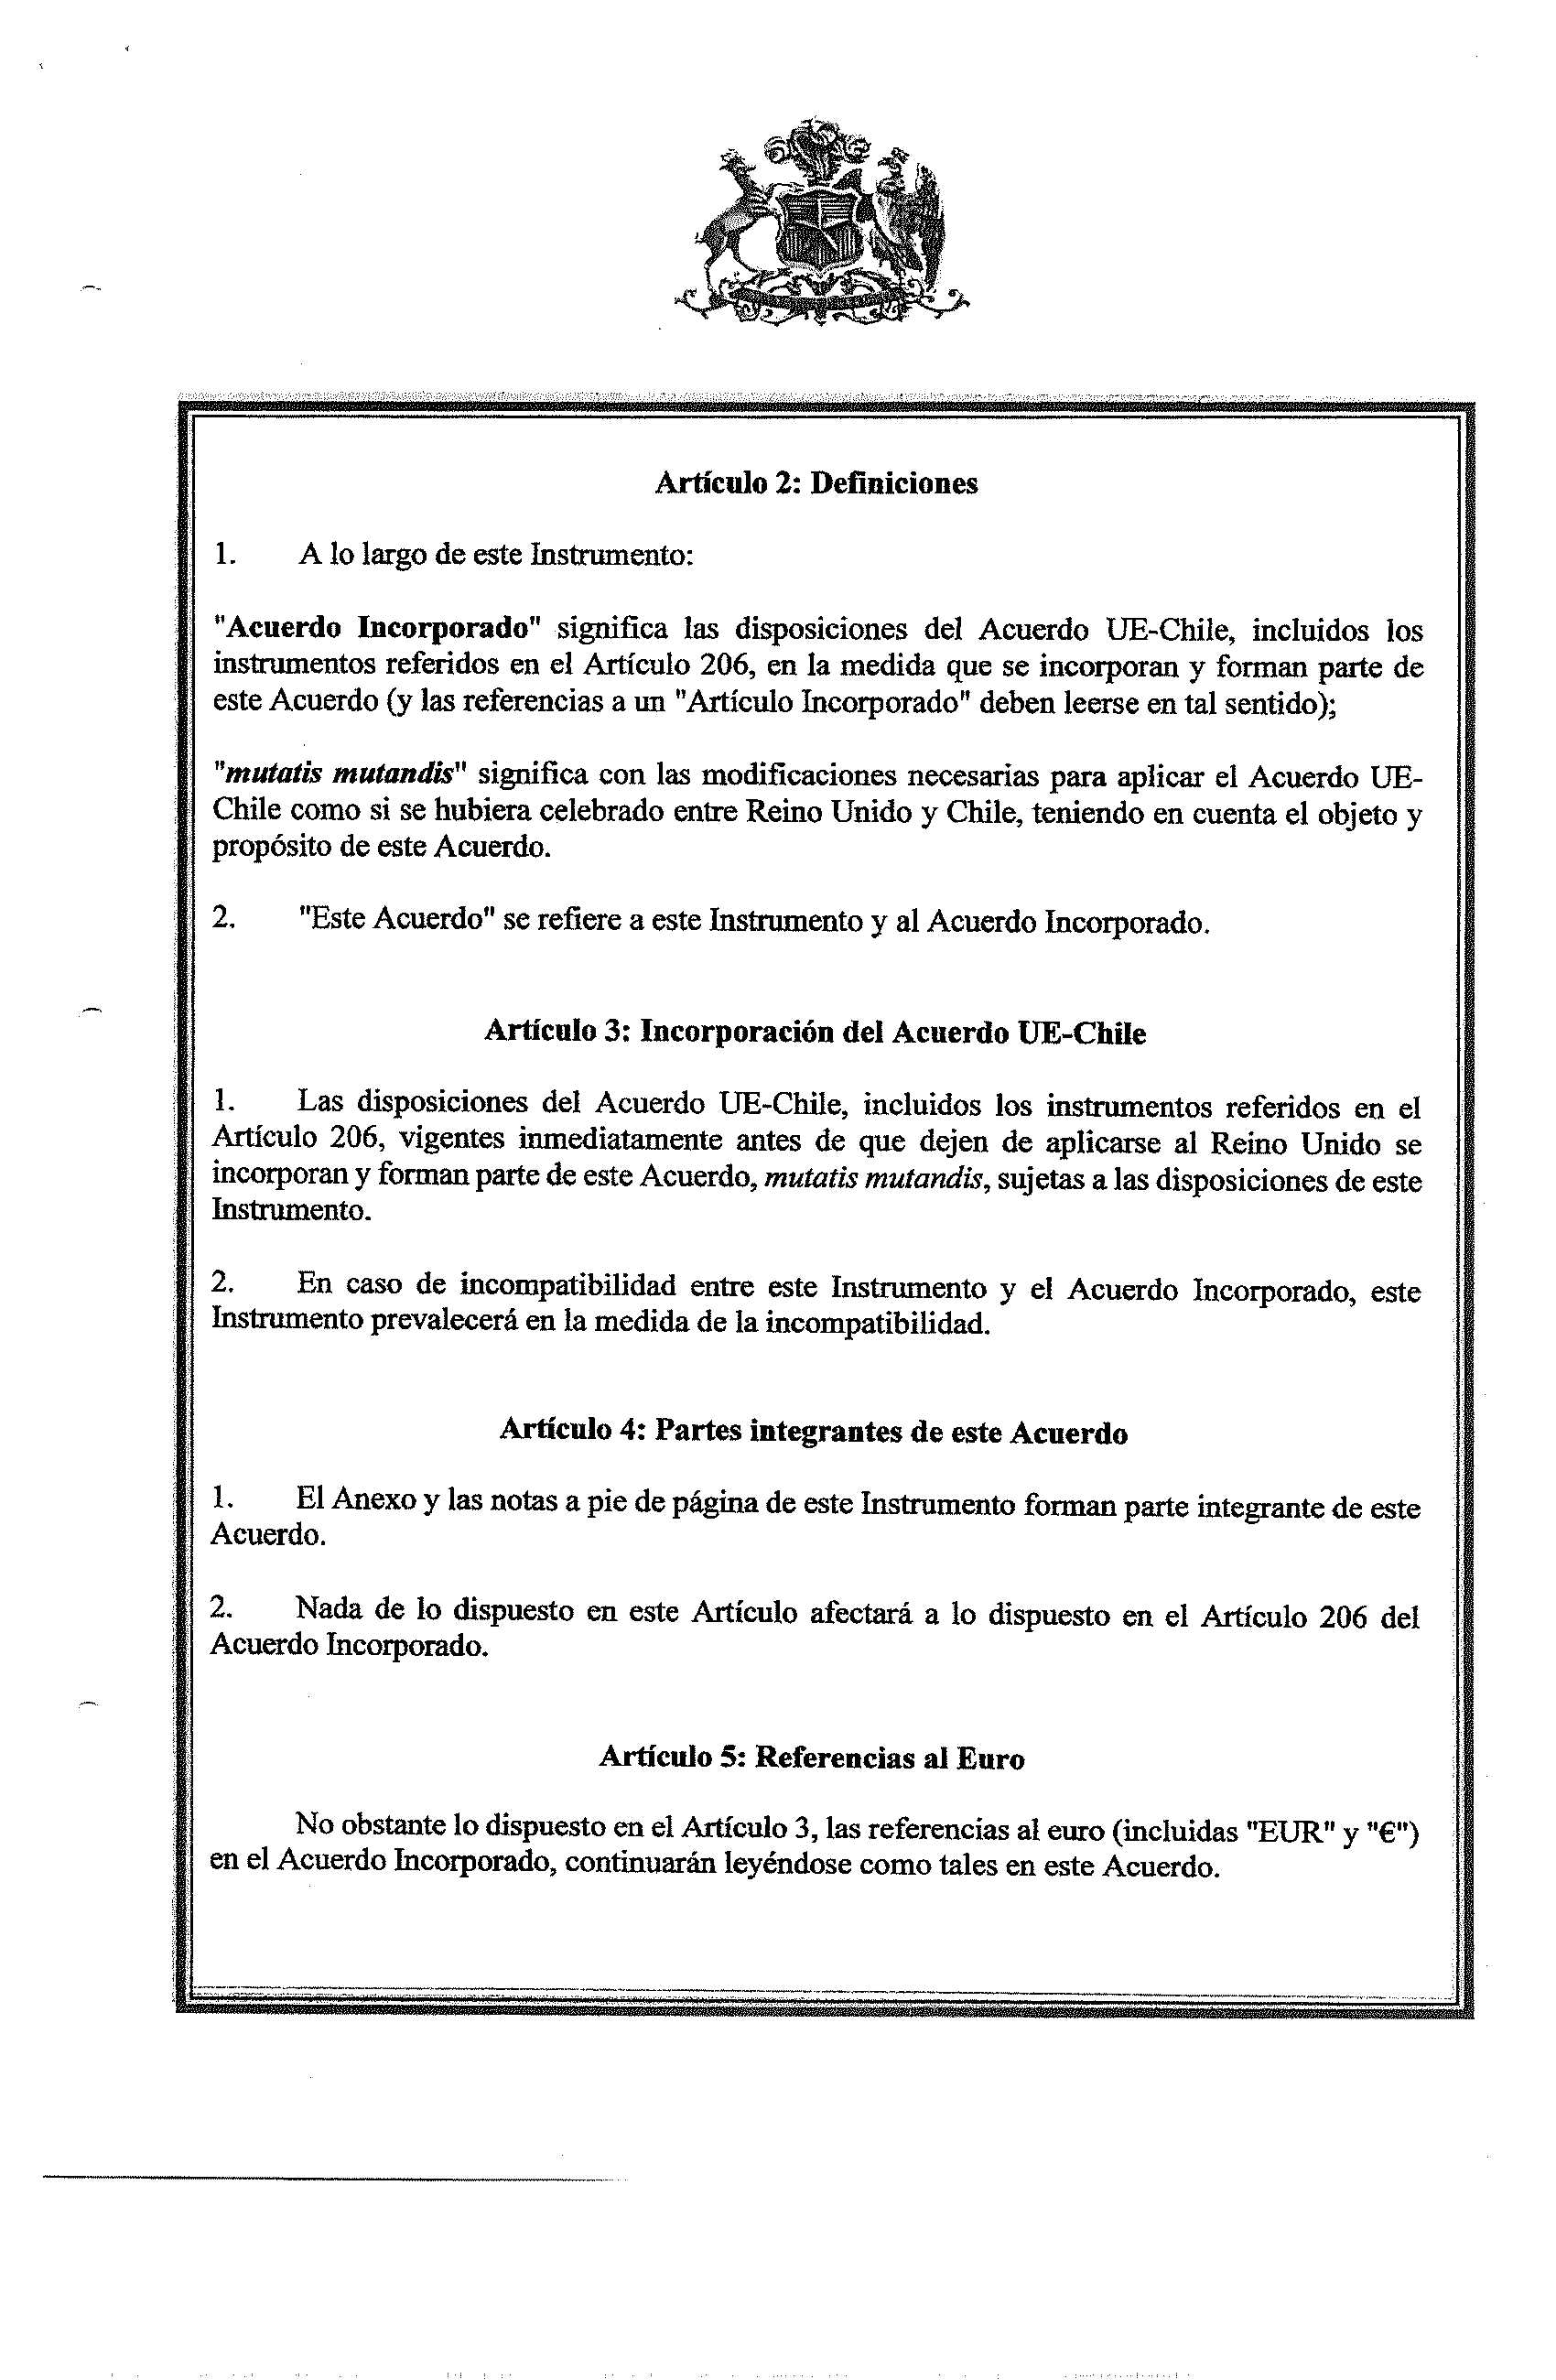 Artículo 2: Definiciones
1. A lo largo de este Instrumento:
"Acuerdo Incorporado" significa las disposiciones del Acuerdo UE-Chile, incluidos los
instrumentos referidos en el Artículo 206, en la medida que se incorporan y forman parte de
este Acuerdo (y las referencias a un "Artículo Incorporado" deben leerse en tal sentido);
"mutatis mutandis" significa con las modificaciones necesarias para aplicar el Acuerdo UE-
Chile como si se hubiera celebrado entre Reino Unido y Chile, teniendo en cuenta el objeto y
propósito de este Acuerdo.
2. "Este Acuerdo" se refiere a este Instrumento y al Acuerdo Incorporado.
Artículo 3: Incorporación del Acuerdo UE-Chile
1. Las disposiciones del Acuerdo UE-Chile, incluidos los instrumentos referidos en el
Artículo 206, vigentes inmediatamente antes de que dejen de aplicarse al Reino Unido se
incorporan y forman parte de este Acuerdo, mutatis mutandis, sujetas a las disposiciones de este
Instrumento.
2. En caso de incompatibilidad entre este Instrumento y el Acuerdo Incorporado, este
Instrumento prevalecerá en la medida de la incompatibilidad.
Artículo 4: Partes integrantes de este Acuerdo
1. El Anexo y las notas a pie de página de este Instrumento forman parte integrante de este
Acuerdo.
2. Nada de lo dispuesto en este Artículo afectará a lo dispuesto en el Artículo 206 del
Acuerdo Incorporado.
Artículo 5: Referencias al Euro
No obstante lo dispuesto en el Artículo 3, las referencias al euro (incluidas "EUR" y "€")
en el Acuerdo Incorporado, continuarán leyéndose como tales en este Acuerdo.